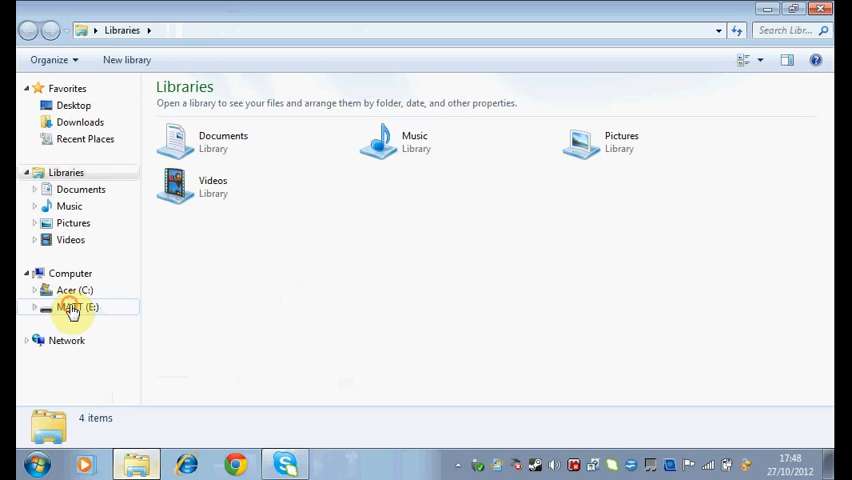 Libraries
Search Libr...
Organize
New library
Favorites
Desktop
Downloads
Recent Places
Libraries
Documents
Music
Pictures
Videos
Computer
Acer (C:)
(E:)
Network
Libraries
Open a library to see your files and arrange them by folder, date, and other properties.
Documents
Library
Music
Library
Pictures
Library
Videos
Library
4 items
17:48
27/10/2012